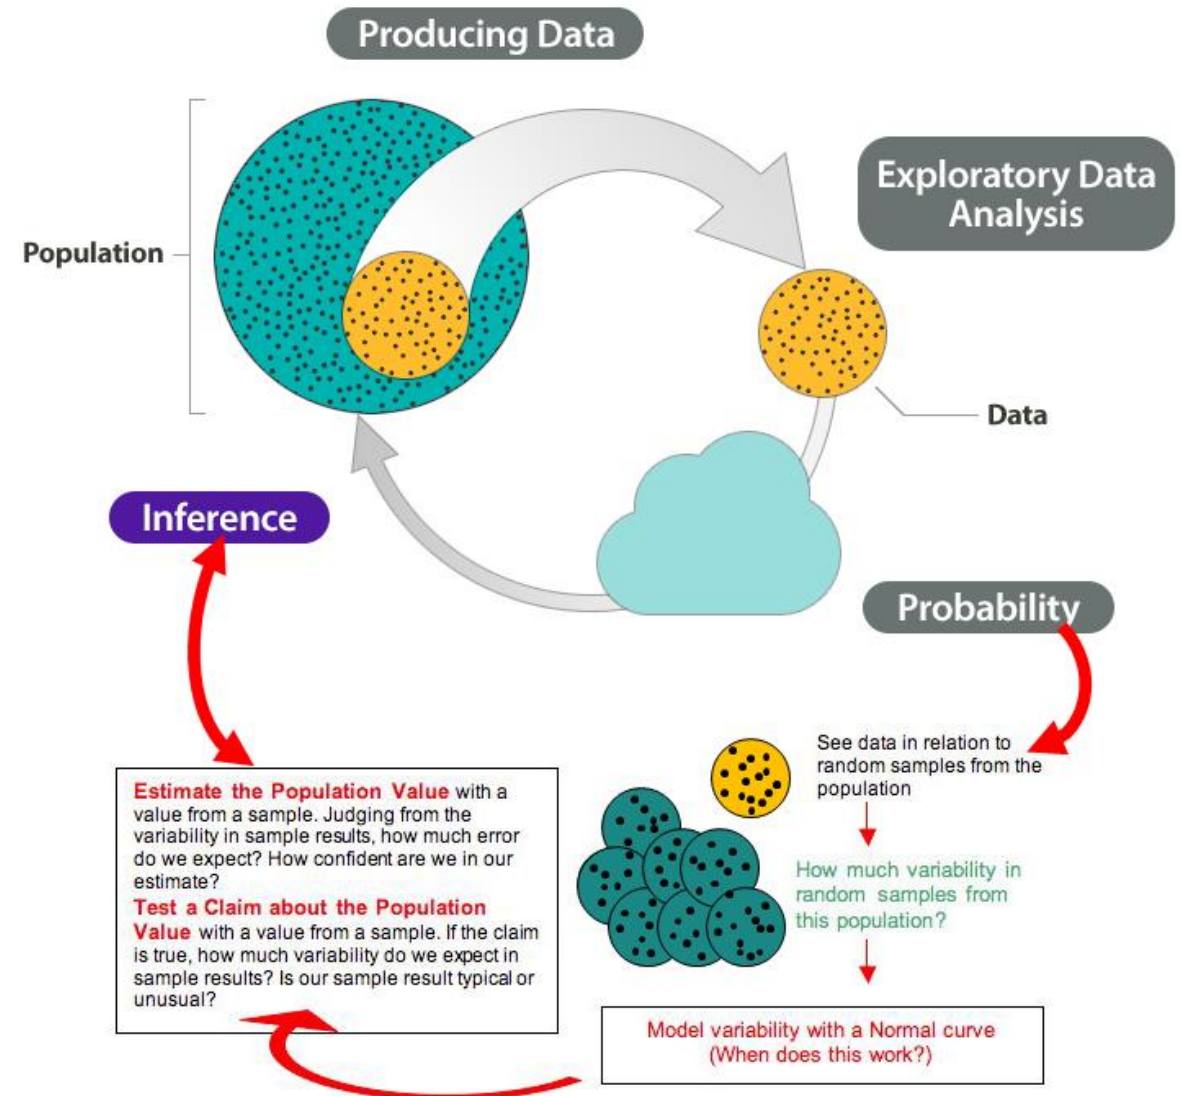 Producing Data
Exploratory Data
Analysis
Population
Data
Inference
Probability
See data in relation to
random samples from the
population
Estimate the Population Value with a
value from a sample. Judging from the
variability in sample results, how much error
do we expect? How confident are we in our
estimate?
Test a Claim about the Population
Value with a value from a sample. If the claim
is true, how much variability do we expect in
sample results? Is our sample result typical or
unusual?
How much variability in
random samples from
this population?
Model variability with a Normal curve
(When does this work?)